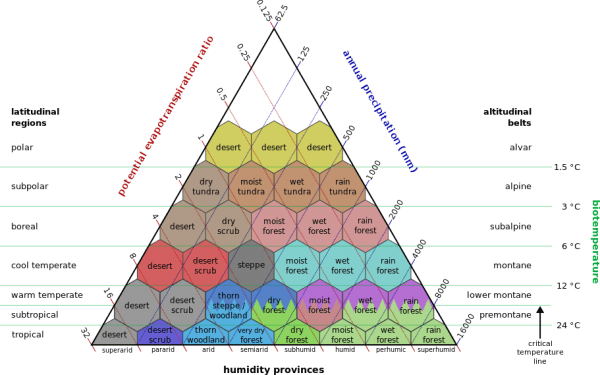 0.125
62.5
0.25
125
0.5
250
potential evapotranspiration ratio
annual precipitation (mm)
latitudinal
regions
altitudinal
belts
1
500
polar
desert
desert
desert
alvar
1.5 °C
2
1000
subpolar
dry
tundra
moist
tundra
wet
tundra
rain
tundra
alpine
3 °C
4
2000
boreal
desert
dry
scrub
moist
forest
wet
forest
rain
forest
subalpine
6 °C
8
4000
cool temperate
desert
desert
scrub
steppe
moist
forest
wet
forest
rain
forest
montane
12 °C
biotemperature
16
8000
warm temperate
lower montane
subtropical
premontane
desert
desert
scrub
thorn
steppe /
woodland
dry
forest
moist
forest
wet
forest
rain
forest
24 °C
32
16000
tropical
desert
desert
scrub
thorn
woodland
very dry
forest
dry
forest
moist
forest
wet
forest
rain
forest
superarid
pararid
arid
semiarid
subhumid
humid
perhumic
superhumid
critical
temperature
line
humidity provinces